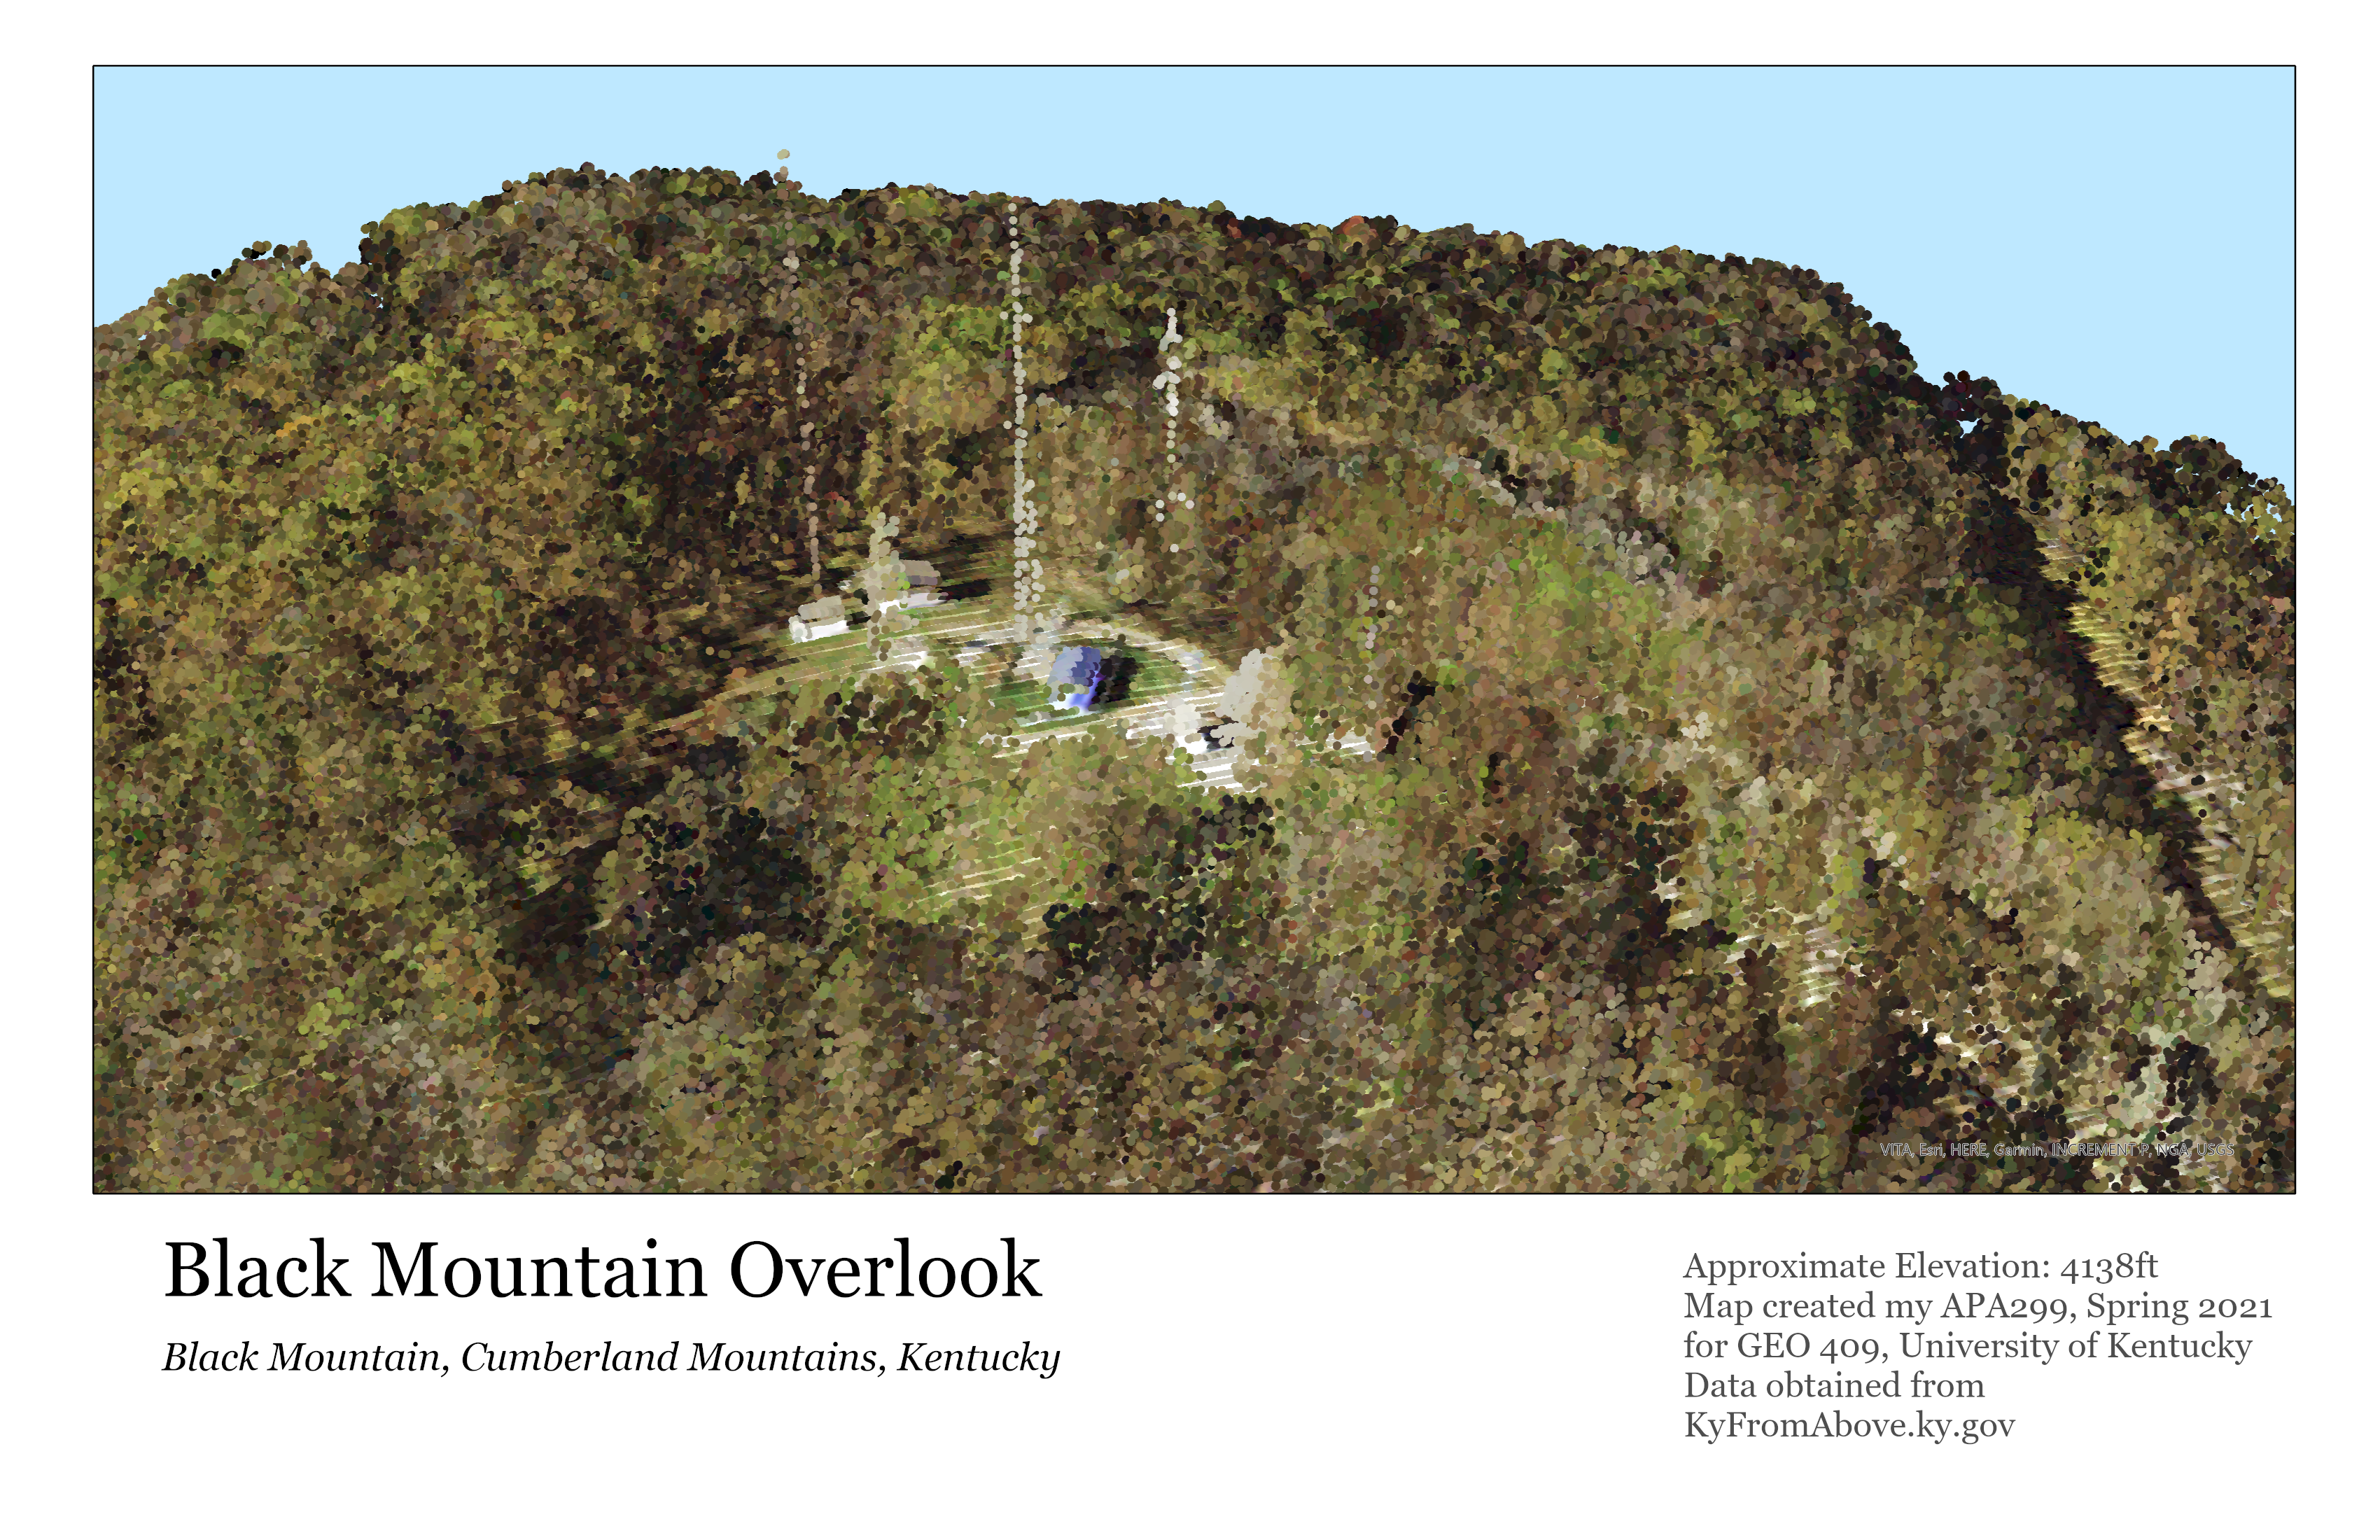 VITA, Esri, HERE, Garmin, INCREMENT P, NGA, USGS
Black Mountain Overlook
Black Mountain, Cumberland Mountains, Kentucky
Approximate Elevation: 4138ft
Map created my APA299, Spring 2021
for GEO 409, University of Kentucky
Data obtained from
KyFromAbove.ky.gov